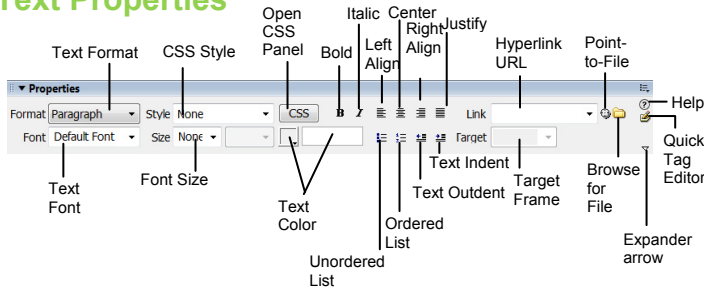 Text Properties
Open
CSS
Panel
Italic
Center
Text Format
CSS Style
Bold
Left
Align
Right
Align
Justify
Hyperlink
URL
Point-
to-File
Properties
Format Paragraph Style None CSS B I Link
Help
Font Default Font Size None Target
Quick
Tag
Editor
Text
Font
Font Size
Text
Color
Text Indent
Text Outdent
Target
Frame
Browse
for
File
Unordered
List
Ordered
List
Expander
arrow